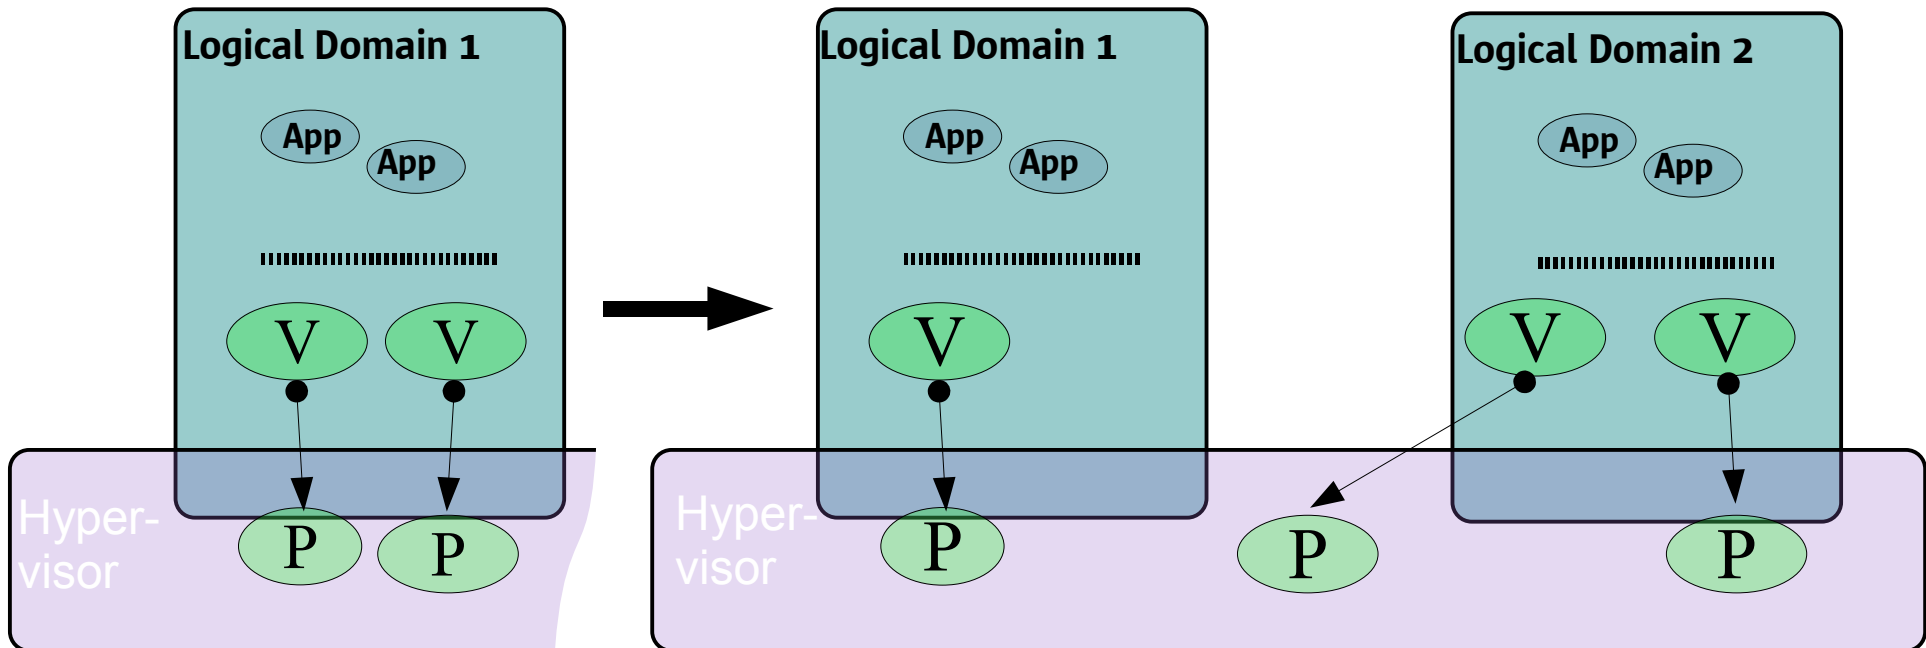 Logical Domain 1
App
App
V V
Hyper-
visor
P P
Logical Domain 1
App
App
V
Hyper-
visor
P
P
Logical Domain 2
App
App
V V
P